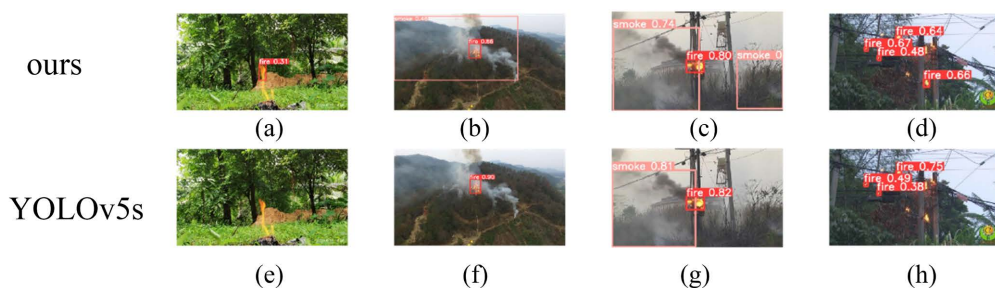 ours
fire 0.31
fire 0.86
fire 0.80
smoke 0.74
fire 0.64
fire 0.67
fire 0.48
fire 0.66
(a) (b) (c) (d)
YOLOv5s
fire 0.90
smoke 0.81
fire 0.82
fire 0.75
fire 0.49
fire 0.38
(e) (f) (g) (h)